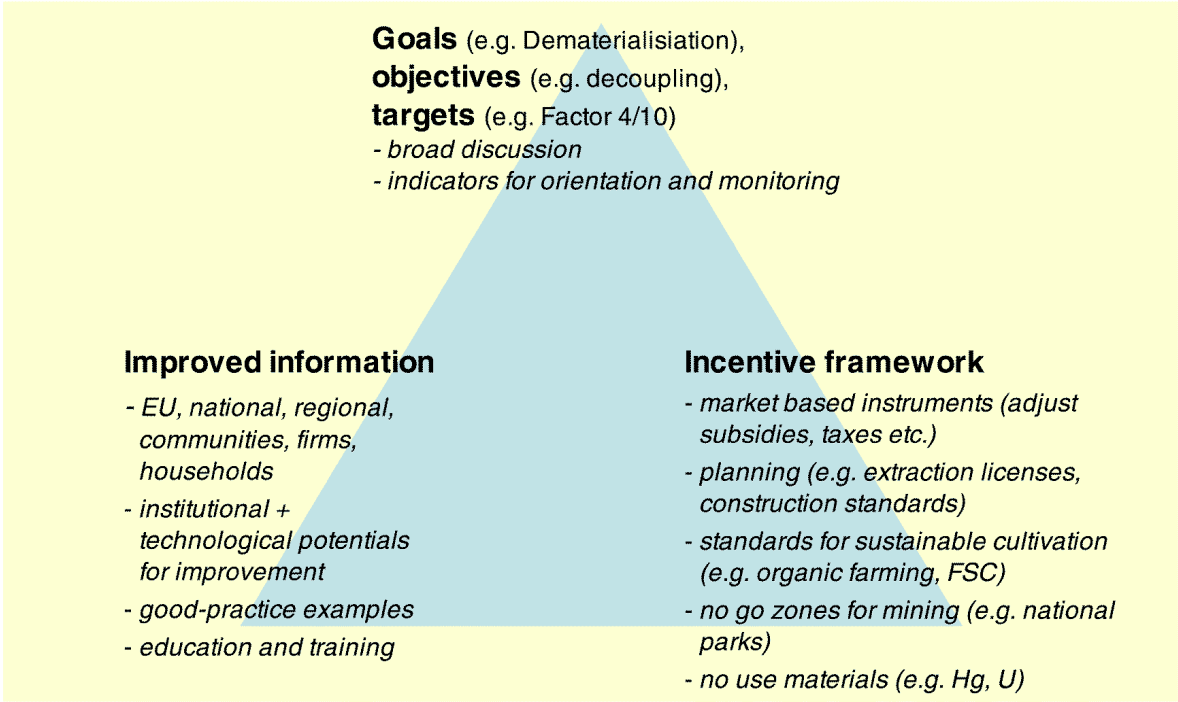 Goals (e.g. Dematerialisiation),
objectives (e.g. decoupling),
targets (e.g. Factor 4/10)
- broad discussion
- indicators for orientation and monitoring
Improved information
- EU, national, regional,
communities, firms,
households
- institutional +
technological potentials
for improvement
- good-practice examples
- education and training
Incentive framework
- market based instruments (adjust
subsidies, taxes etc.)
- planning (e.g. extraction licenses,
construction standards)
- standards for sustainable cultivation
(e.g. organic farming, FSC)
- no go zones for mining (e.g. national
parks)
- no use materials (e.g. Hg, U)